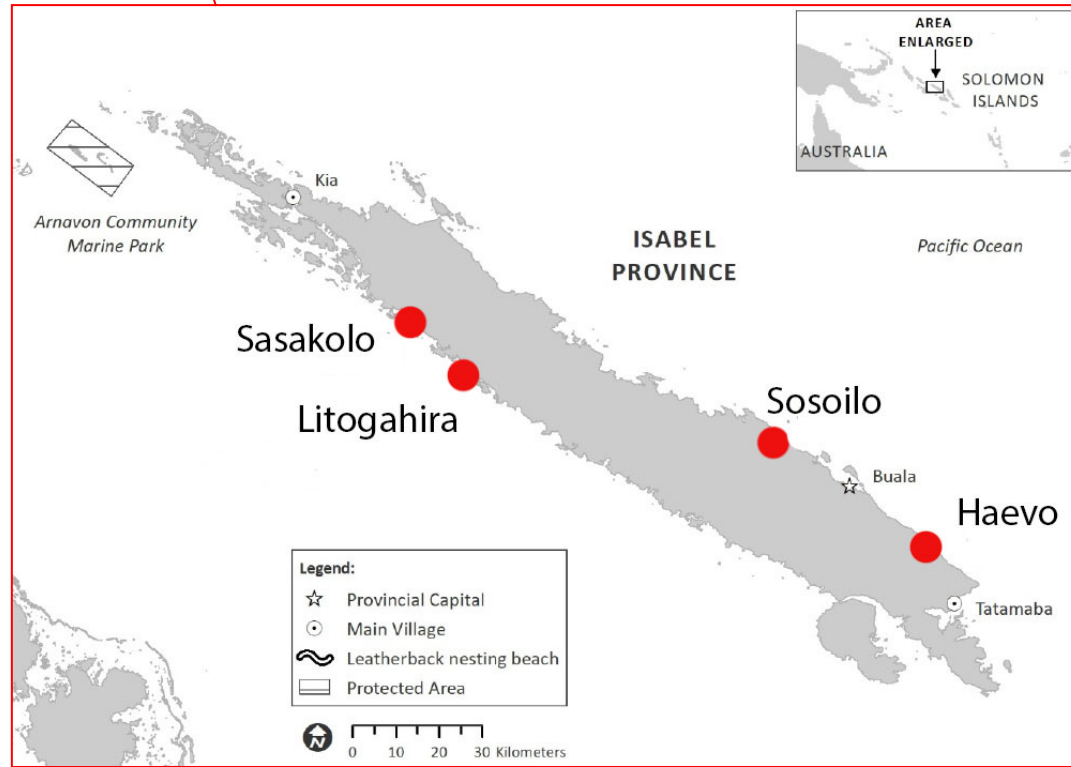 AREA
ENLARGED
SOLOMON
ISLANDS
AUSTRALIA
Kia
Arnavon Community
Marine Park
ISABEL
PROVINCE
Pacific Ocean
Sasakolo
Litogahira
Sosoilo
Buala
Haevo
Tatamaba
Legend:
Provincial Capital
Main Village
Leatherback nesting beach
Protected Area
N
0 10 20 30 Kilometers